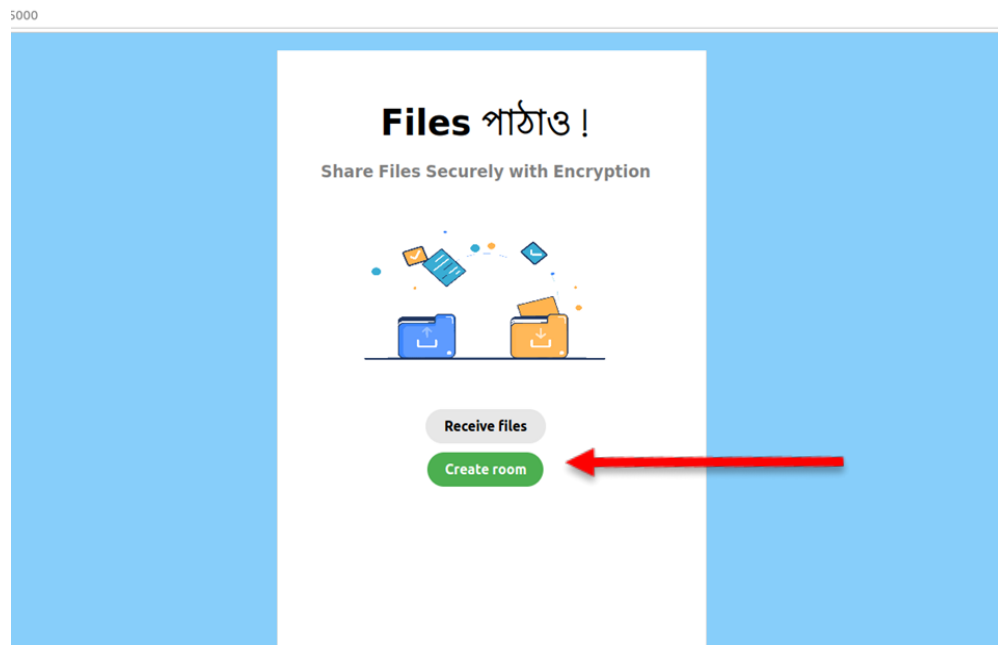 5000
Files পাঠাও !
Share Files Securely with Encryption
Receive files
Create room